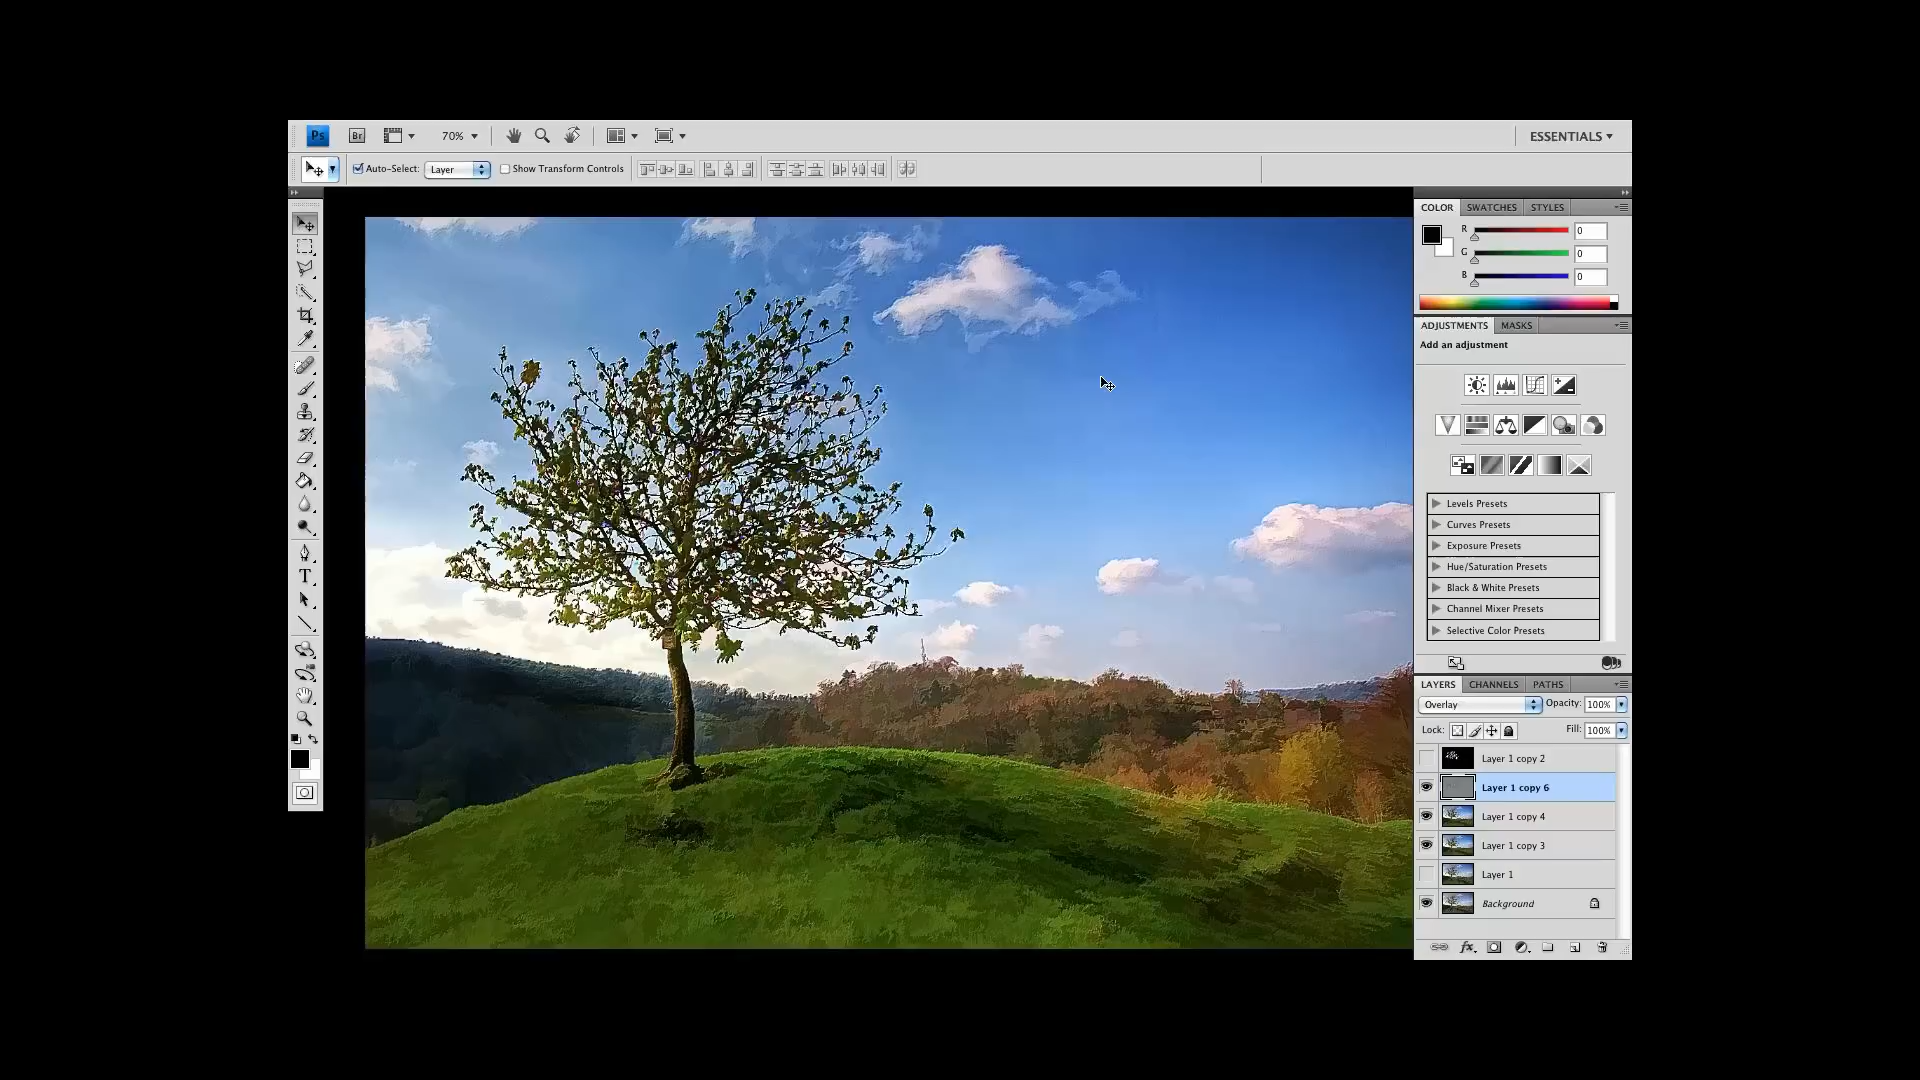 Ps Br 70% ESSENTIALS
Auto-Select: Layer Show Transform Controls
COLOR SWATCHES STYLES
R 0
G 0
B 0
ADJUSTMENTS MASKS
Add an adjustment
Levels Presets
Curves Presets
Exposure Presets
Hue/Saturation Presets
Black & White Presets
Channel Mixer Presets
Selective Color Presets
LAYERS CHANNELS PATHS
Overlay Opacity: 100%
Lock: Fill: 100%
Layer 1 copy 2
Layer 1 copy 6
Layer 1 copy 4
Layer 1 copy 3
Layer 1
Background
fx